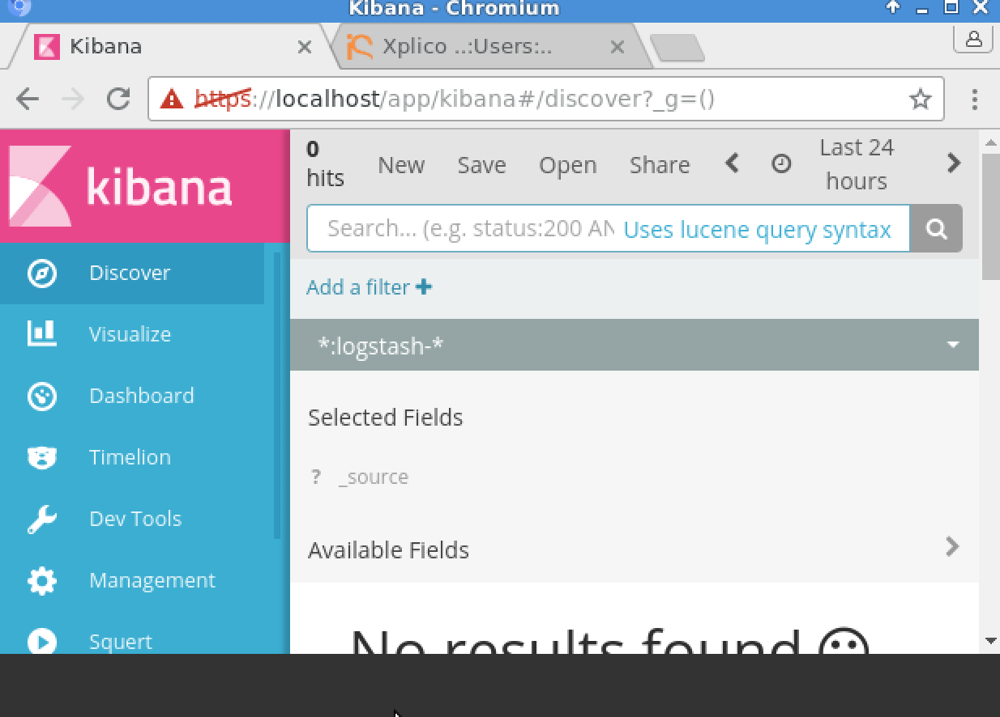 Kibana - Chromium
Kibana
Xplico ..:Users:..
https://localhost/app/kibana#/discover?_g=()
kibana
Discover
Visualize
Dashboard
Timelion
Dev Tools
Management
Squert
0 hits
New
Save
Open
Share
Last 24 hours
Search... (e.g. status:200 AN
Uses lucene query syntax
Add a filter +
*:logstash-*
Selected Fields
? _source
Available Fields
No results found